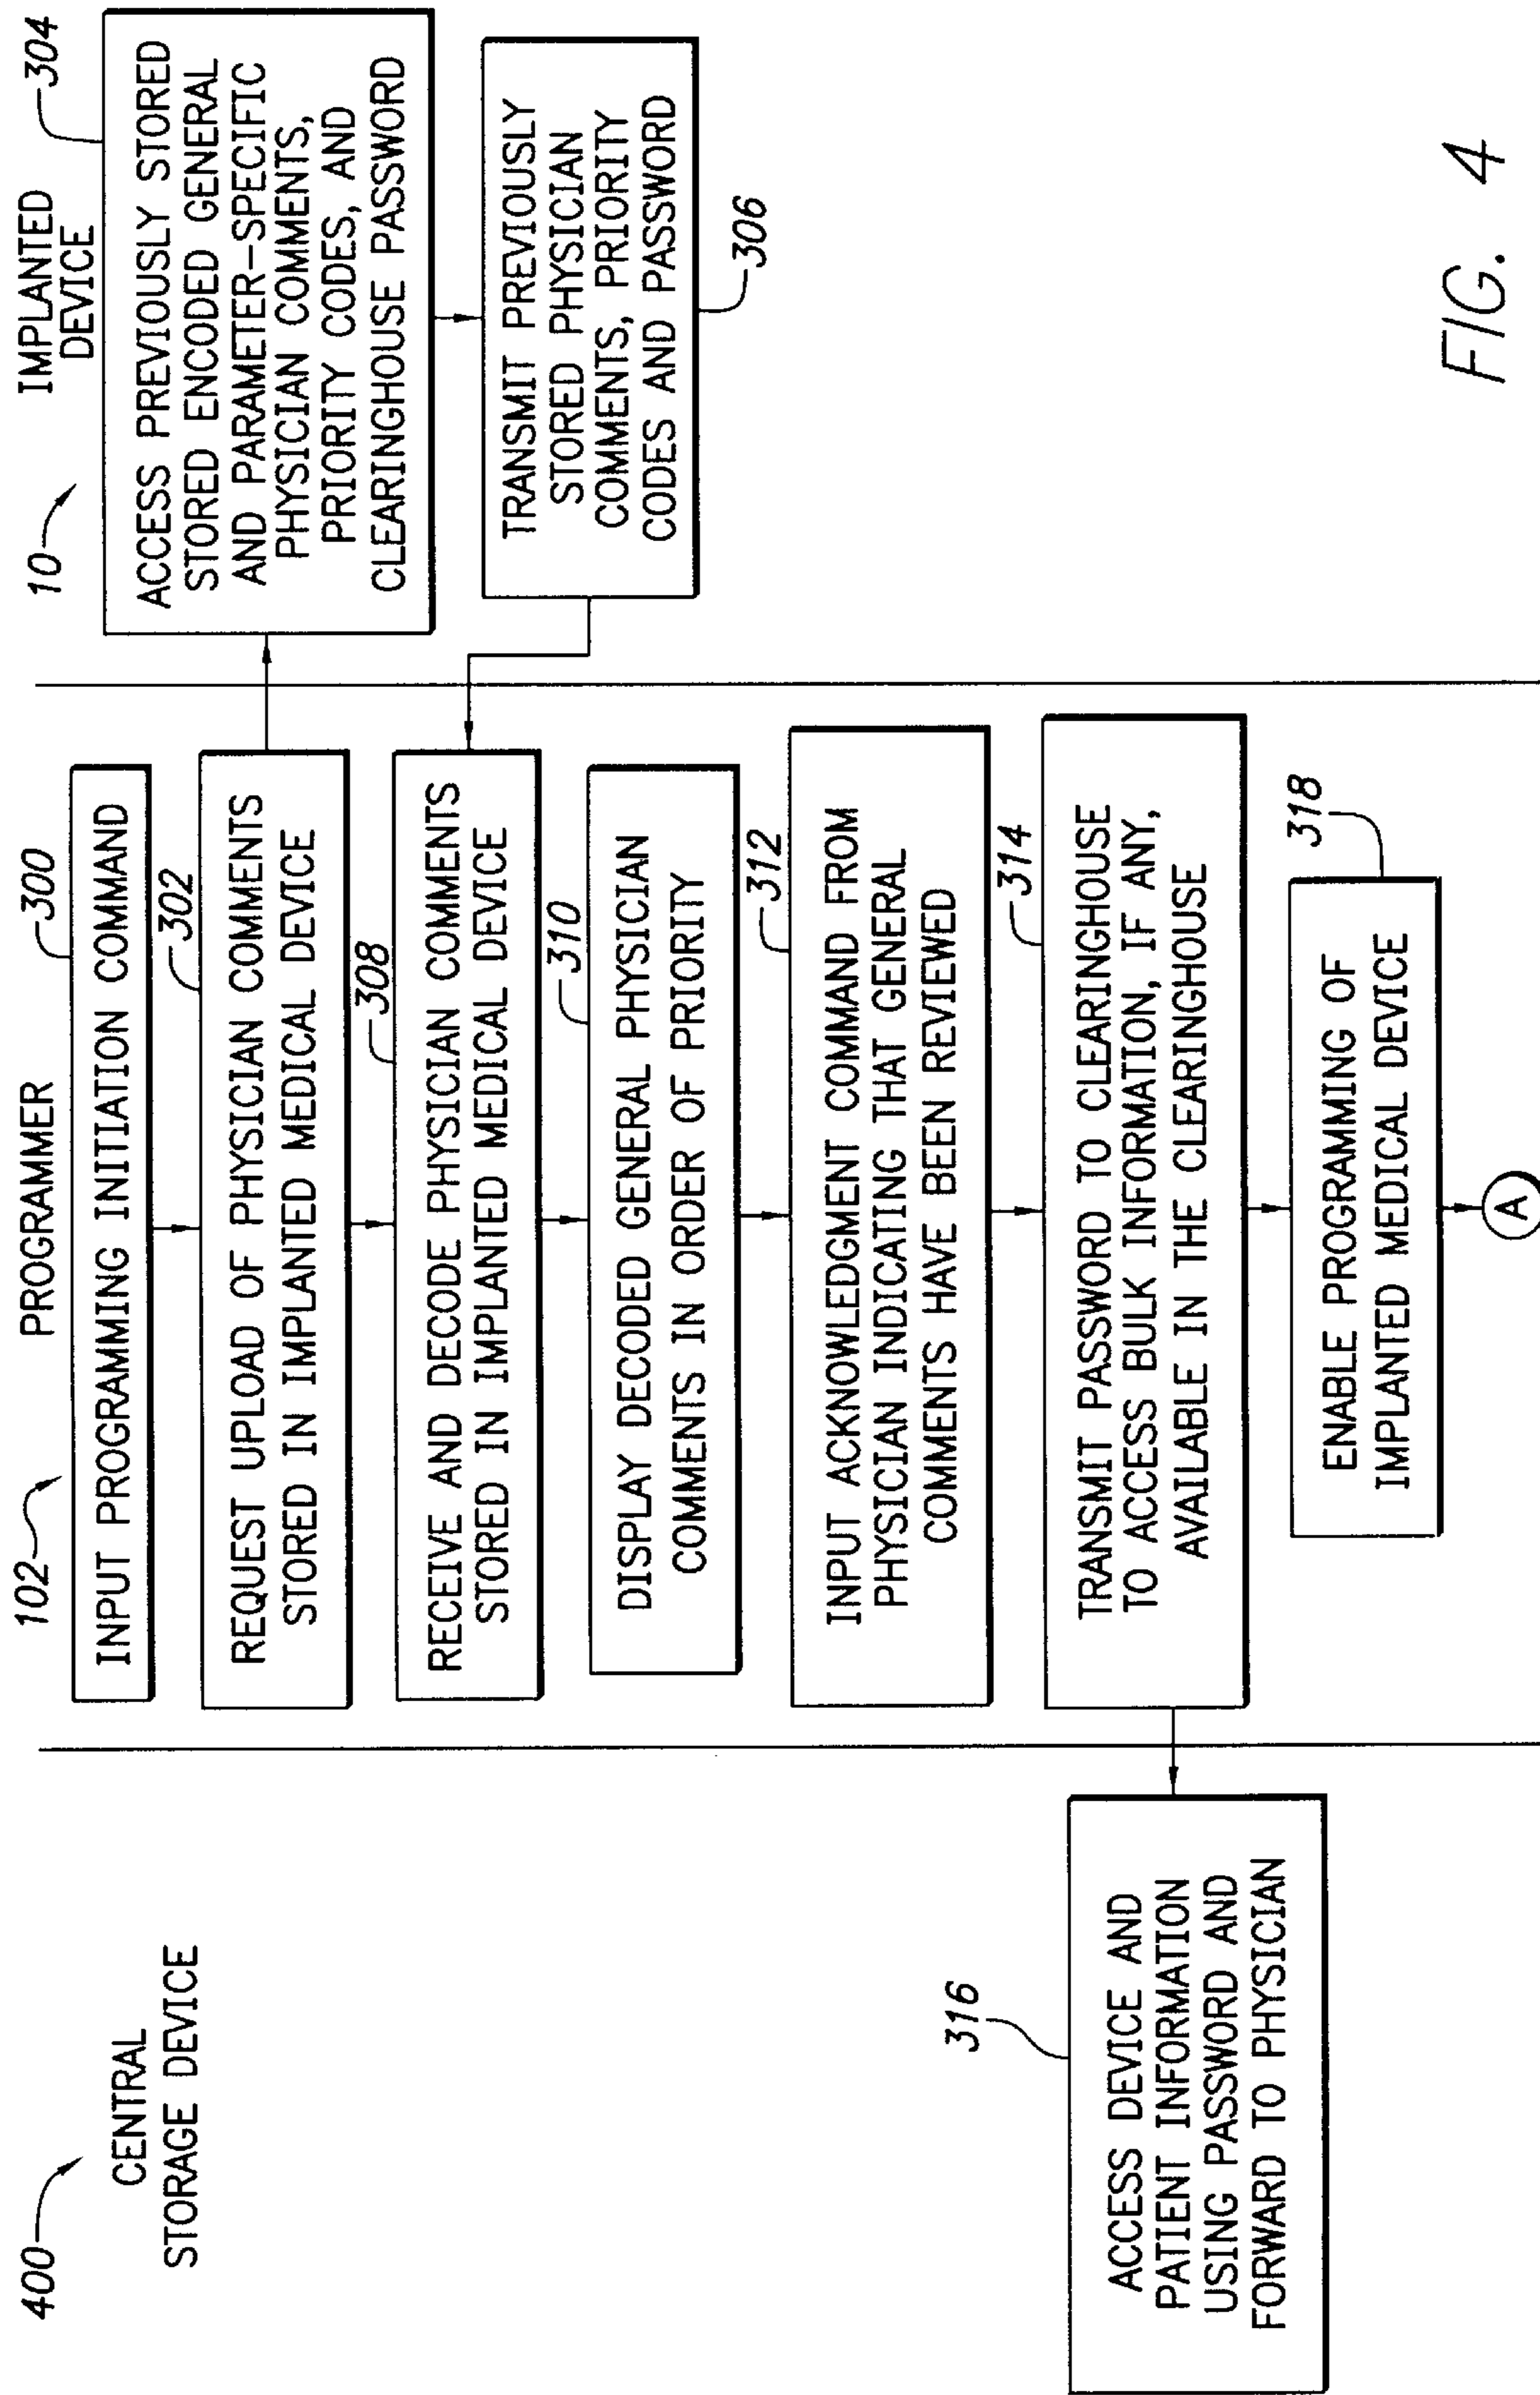 400
CENTRAL
STORAGE DEVICE
102
PROGRAMMER
10
IMPLANTED
DEVICE
300
INPUT PROGRAMMING INITIATION COMMAND
302
REQUEST UPLOAD OF PHYSICIAN COMMENTS
STORED IN IMPLANTED MEDICAL DEVICE
304
ACCESS PREVIOUSLY STORED
STORED ENCODED GENERAL
AND PARAMETER-SPECIFIC
PHYSICIAN COMMENTS,
PRIORITY CODES, AND
CLEARINGHOUSE PASSWORD
TRANSMIT PREVIOUSLY
STORED PHYSICIAN
COMMENTS, PRIORITY
CODES AND PASSWORD
306
308
RECEIVE AND DECODE PHYSICIAN COMMENTS
STORED IN IMPLANTED MEDICAL DEVICE
310
DISPLAY DECODED GENERAL PHYSICIAN
COMMENTS IN ORDER OF PRIORITY
312
INPUT ACKNOWLEDGMENT COMMAND FROM
PHYSICIAN INDICATING THAT GENERAL
COMMENTS HAVE BEEN REVIEWED
314
TRANSMIT PASSWORD TO CLEARINGHOUSE
TO ACCESS BULK INFORMATION, IF ANY,
AVAILABLE IN THE CLEARINGHOUSE
316
ACCESS DEVICE AND
PATIENT INFORMATION
USING PASSWORD AND
FORWARD TO PHYSICIAN
318
ENABLE PROGRAMING OF
IMPLANTED MEDICAL DEVICE
A
FIG. 4